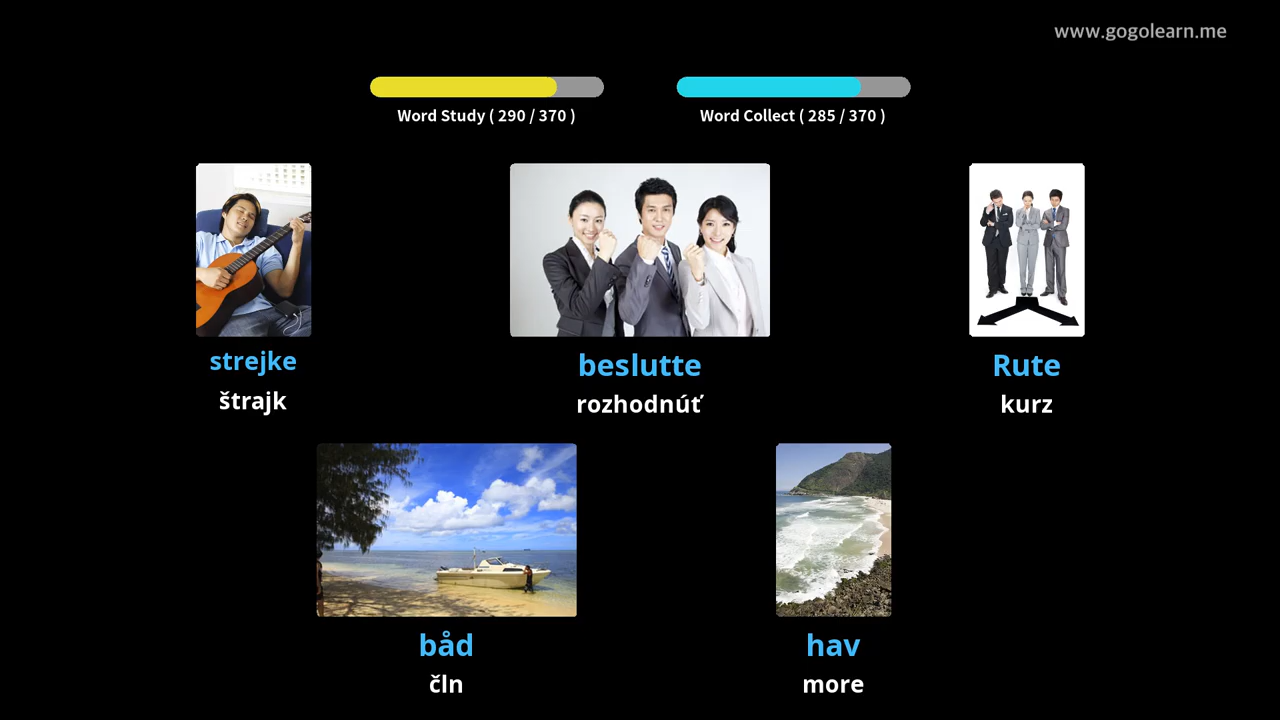 www.gogolearn.me
Word Study ( 290 / 370 )
Word Collect ( 285 / 370 )
strejke
štrajk
beslutte
rozhodnúť
Rute
kurz
båd
čln
hav
more